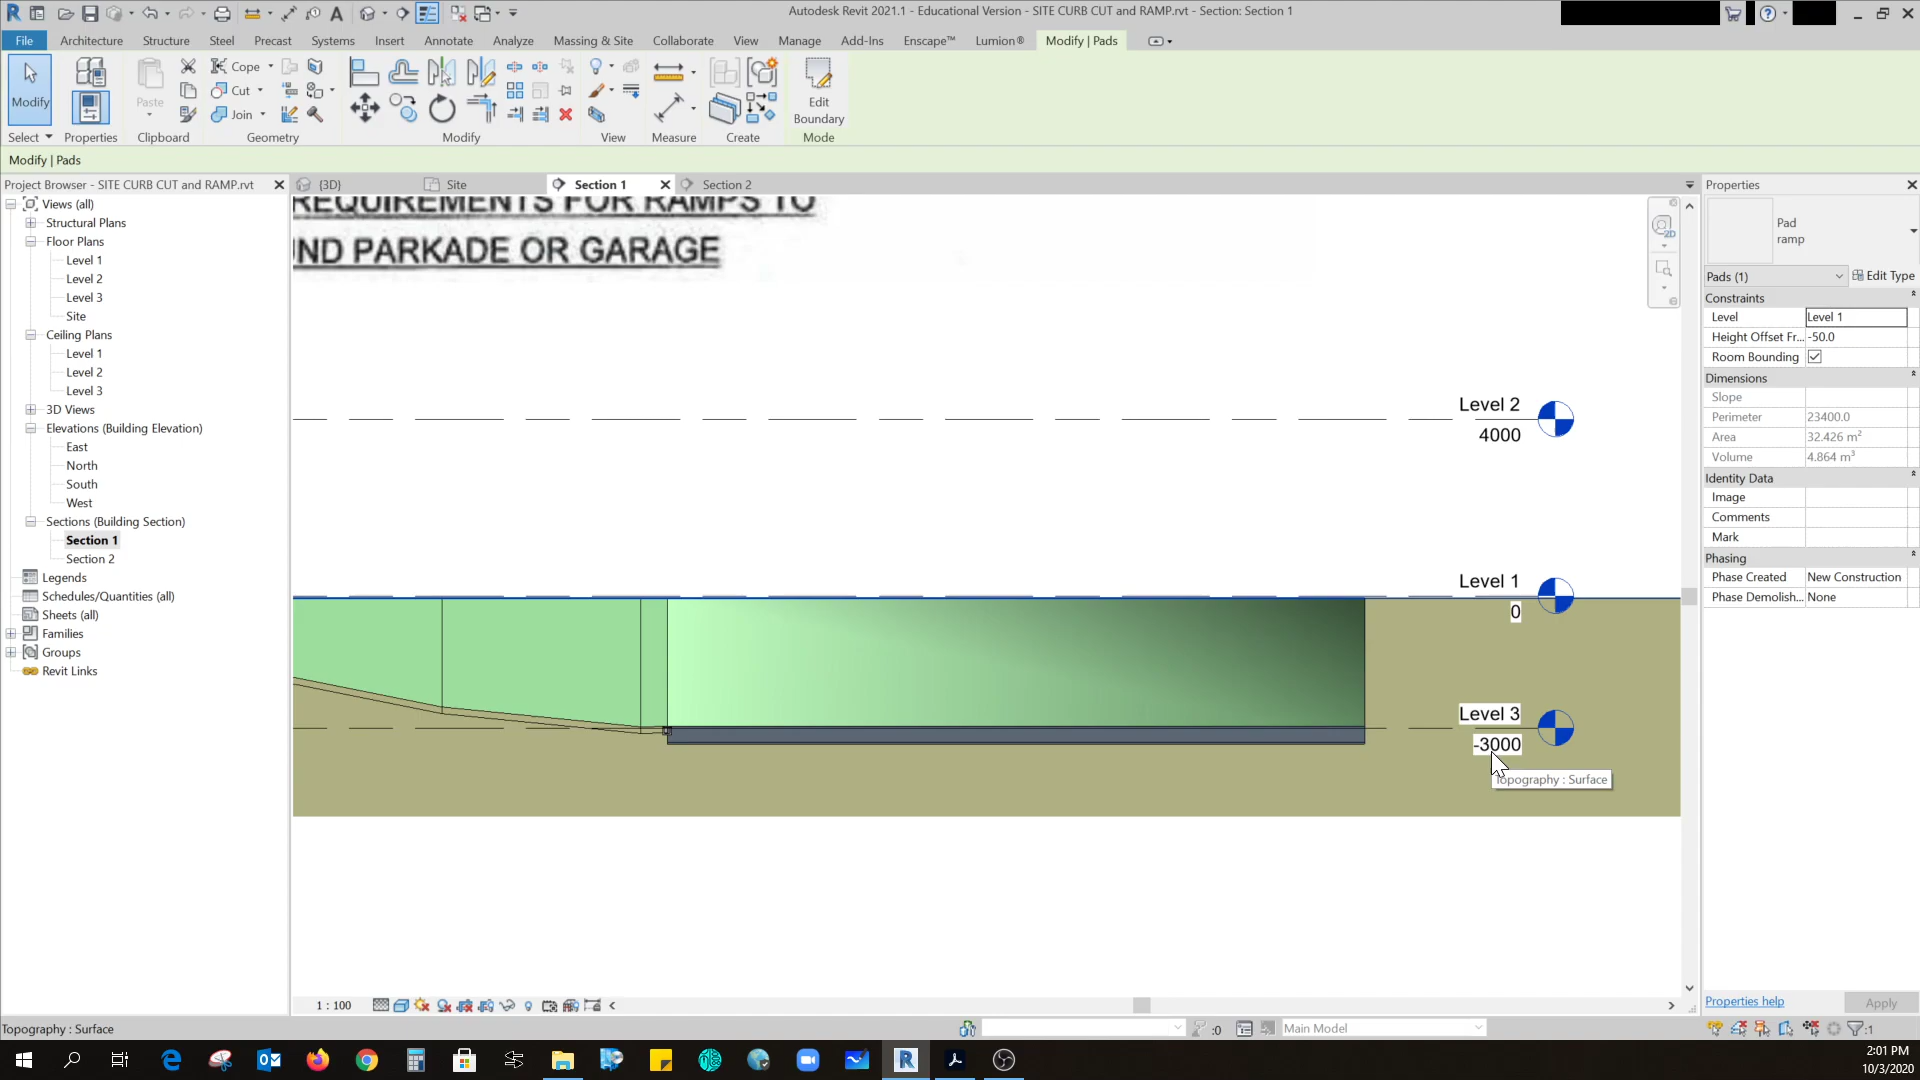 Autodesk Revit 2021.1 - Educational Version - SITE CURB CUT and RAMP.rvt - Section: Section 1
File Architecture Structure Steel Precast Systems Insert Annotate Analyze Massing & Site Collaborate View Manage Add-Ins Enscape™ Lumion® Modify | Pads
Modify
Paste
Cope
Cut
Join
Edit
Boundary
Select Properties Clipboard Geometry Modify View Measure Create Mode
Modify | Pads
Project Browser - SITE CURB CUT and RAMP.rvt
Views (all)
Structural Plans
Floor Plans
Level 1
Level 2
Level 3
Site
Ceiling Plans
Level 1
Level 2
Level 3
3D Views
Elevations (Building Elevation)
East
North
South
West
Sections (Building Section)
Section 1
Section 2
Legends
Schedules/Quantities (all)
Sheets (all)
Families
Groups
Revit Links
{3D} Site Section 1 Section 2
REQUIREMENTS FOR RAMPS TO
UND PARKADE OR GARAGE
Level 2
4000
Level 1
0
Level 3
-3000
Topography : Surface
Properties
Pad
ramp
Pads (1) Edit Type
Constraints
Level Level 1
Height Offset Fr... -50.0
Room Bounding
Dimensions
Slope
Perimeter 23400.0
Area 32.426 m²
Volume 4.864 m³
Identity Data
Image
Comments
Mark
Phasing
Phase Created New Construction
Phase Demolish... None
Properties help Apply
1 : 100
Topography : Surface
:0
Main Model
:1
2:01 PM
10/3/2020